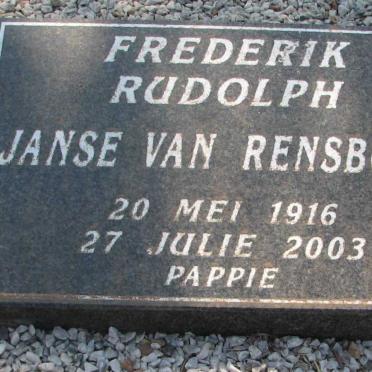 FREDERIK
RUDOLPH
JANSE VAN RENSB
20 MEI 1916
27 JULIE 2003
PAPPIE